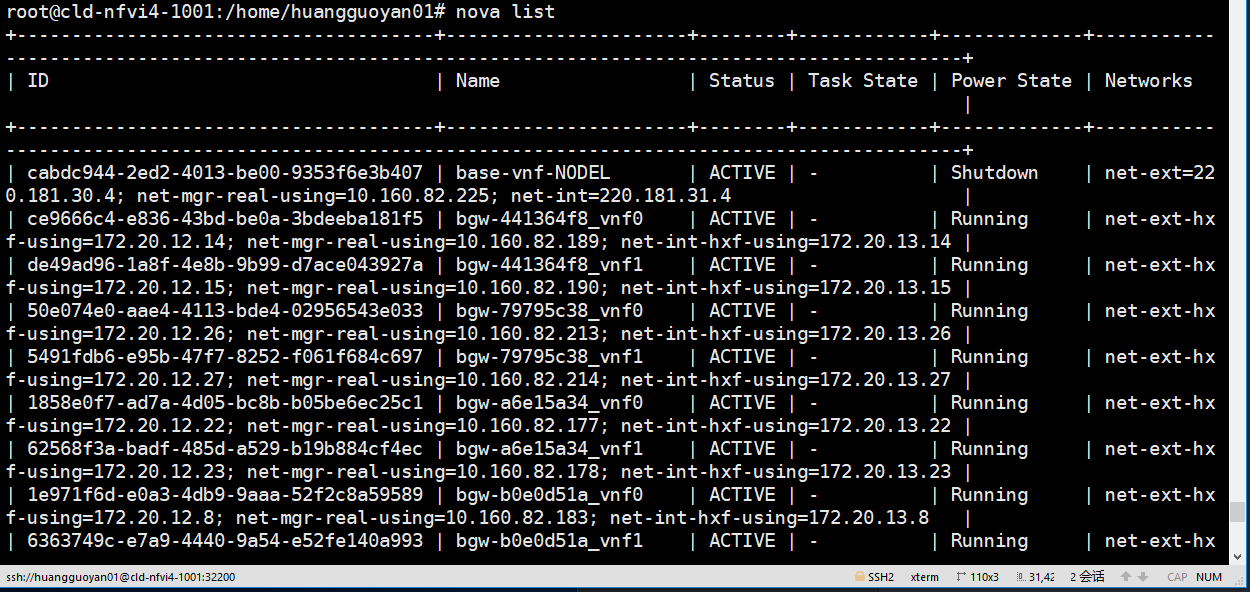 root@cld-nfvi4-1001:/home/huangguoyan01# nova list
+--------------------------------------+----------------------+--------+------------+-------------+-----------
---------------------------------------------------------------------------------------+
| ID                                   | Name                 | Status | Task State | Power State | Networks
                                                                                       |
+--------------------------------------+----------------------+--------+------------+-------------+-----------
---------------------------------------------------------------------------------------+
| cabdc944-2ed2-4013-be00-9353f6e3b407 | base-vnf-NODEL       | ACTIVE | -          | Shutdown    | net-ext=22
0.181.30.4; net-mgr-real-using=10.160.82.225; net-int=220.181.31.4                     |
| ce9666c4-e836-43bd-be0a-3bdeeba181f5 | bgw-441364f8_vnf0    | ACTIVE | -          | Running     | net-ext-hx
f-using=172.20.12.14; net-mgr-real-using=10.160.82.189; net-int-hxf-using=172.20.13.14 |
| de49ad96-1a8f-4e8b-9b99-d7ace043927a | bgw-441364f8_vnf1    | ACTIVE | -          | Running     | net-ext-hx
f-using=172.20.12.15; net-mgr-real-using=10.160.82.190; net-int-hxf-using=172.20.13.15 |
| 50e074e0-aae4-4113-bde4-02956543e033 | bgw-79795c38_vnf0    | ACTIVE | -          | Running     | net-ext-hx
f-using=172.20.12.26; net-mgr-real-using=10.160.82.213; net-int-hxf-using=172.20.13.26 |
| 5491fdb6-e95b-47f7-8252-f061f684c697 | bgw-79795c38_vnf1    | ACTIVE | -          | Running     | net-ext-hx
f-using=172.20.12.27; net-mgr-real-using=10.160.82.214; net-int-hxf-using=172.20.13.27 |
| 1858e0f7-ad7a-4d05-bc8b-b05be6ec25c1 | bgw-a6e15a34_vnf0    | ACTIVE | -          | Running     | net-ext-hx
f-using=172.20.12.22; net-mgr-real-using=10.160.82.177; net-int-hxf-using=172.20.13.22 |
| 62568f3a-badf-485d-a529-b19b884cf4ec | bgw-a6e15a34_vnf1    | ACTIVE | -          | Running     | net-ext-hx
f-using=172.20.12.23; net-mgr-real-using=10.160.82.178; net-int-hxf-using=172.20.13.23 |
| 1e971f6d-e0a3-4db9-9aaa-52f2c8a59589 | bgw-b0e0d51a_vnf0    | ACTIVE | -          | Running     | net-ext-hx
f-using=172.20.12.8; net-mgr-real-using=10.160.82.183; net-int-hxf-using=172.20.13.8   |
| 6363749c-e7a9-4440-9a54-e52fe140a993 | bgw-b0e0d51a_vnf1    | ACTIVE | -          | Running     | net-ext-hx
ssh://huangguoyan01@cld-nfvi4-1001:32200 SSH2 xterm 110x3 31,42 2 会话 CAP NUM